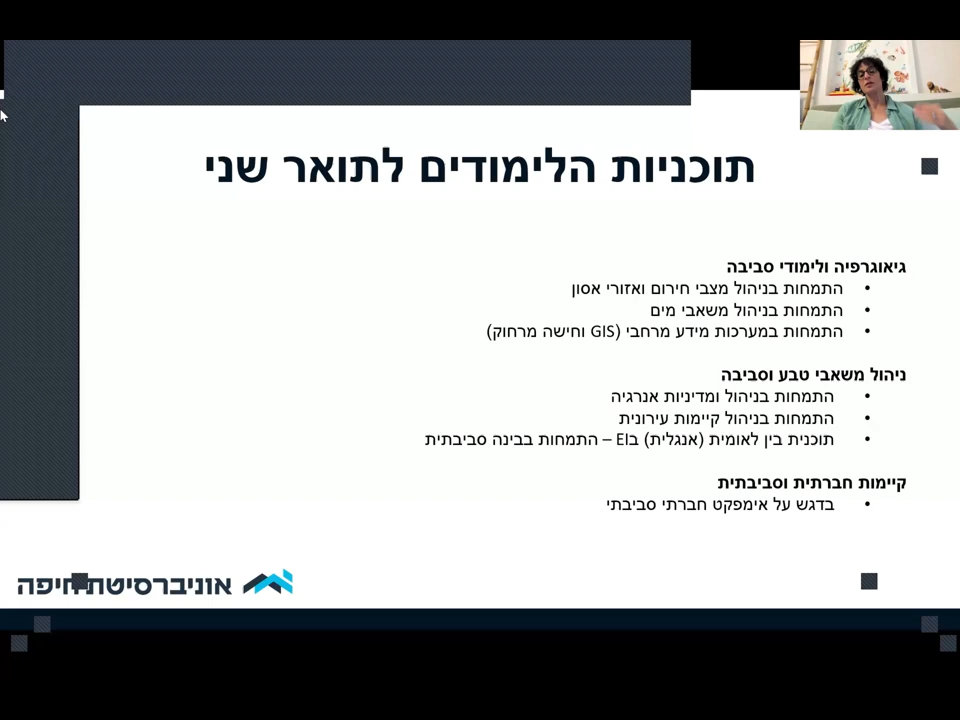 תוכניות הלימודים לתואר שני
גיאוגרפיה ולימודי סביבה
• התמחות בניהול מצבי חירום ואזורי אסון
• התמחות בניהול משאבי מים
• התמחות במערכות מידע מרחבי (GIS וחישה מרחוק)
ניהול משאבי טבע וסביבה
• התמחות בניהול ומדיניות אנרגיה
• התמחות בניהול קיימות עירונית
• תוכנית בין לאומית (אנגלית) בEI – התמחות בבינה סביבתית
קיימות חברתית וסביבתית
• בדגש על אימפקט חברתי סביבתי
אוניברסיטת חיפה